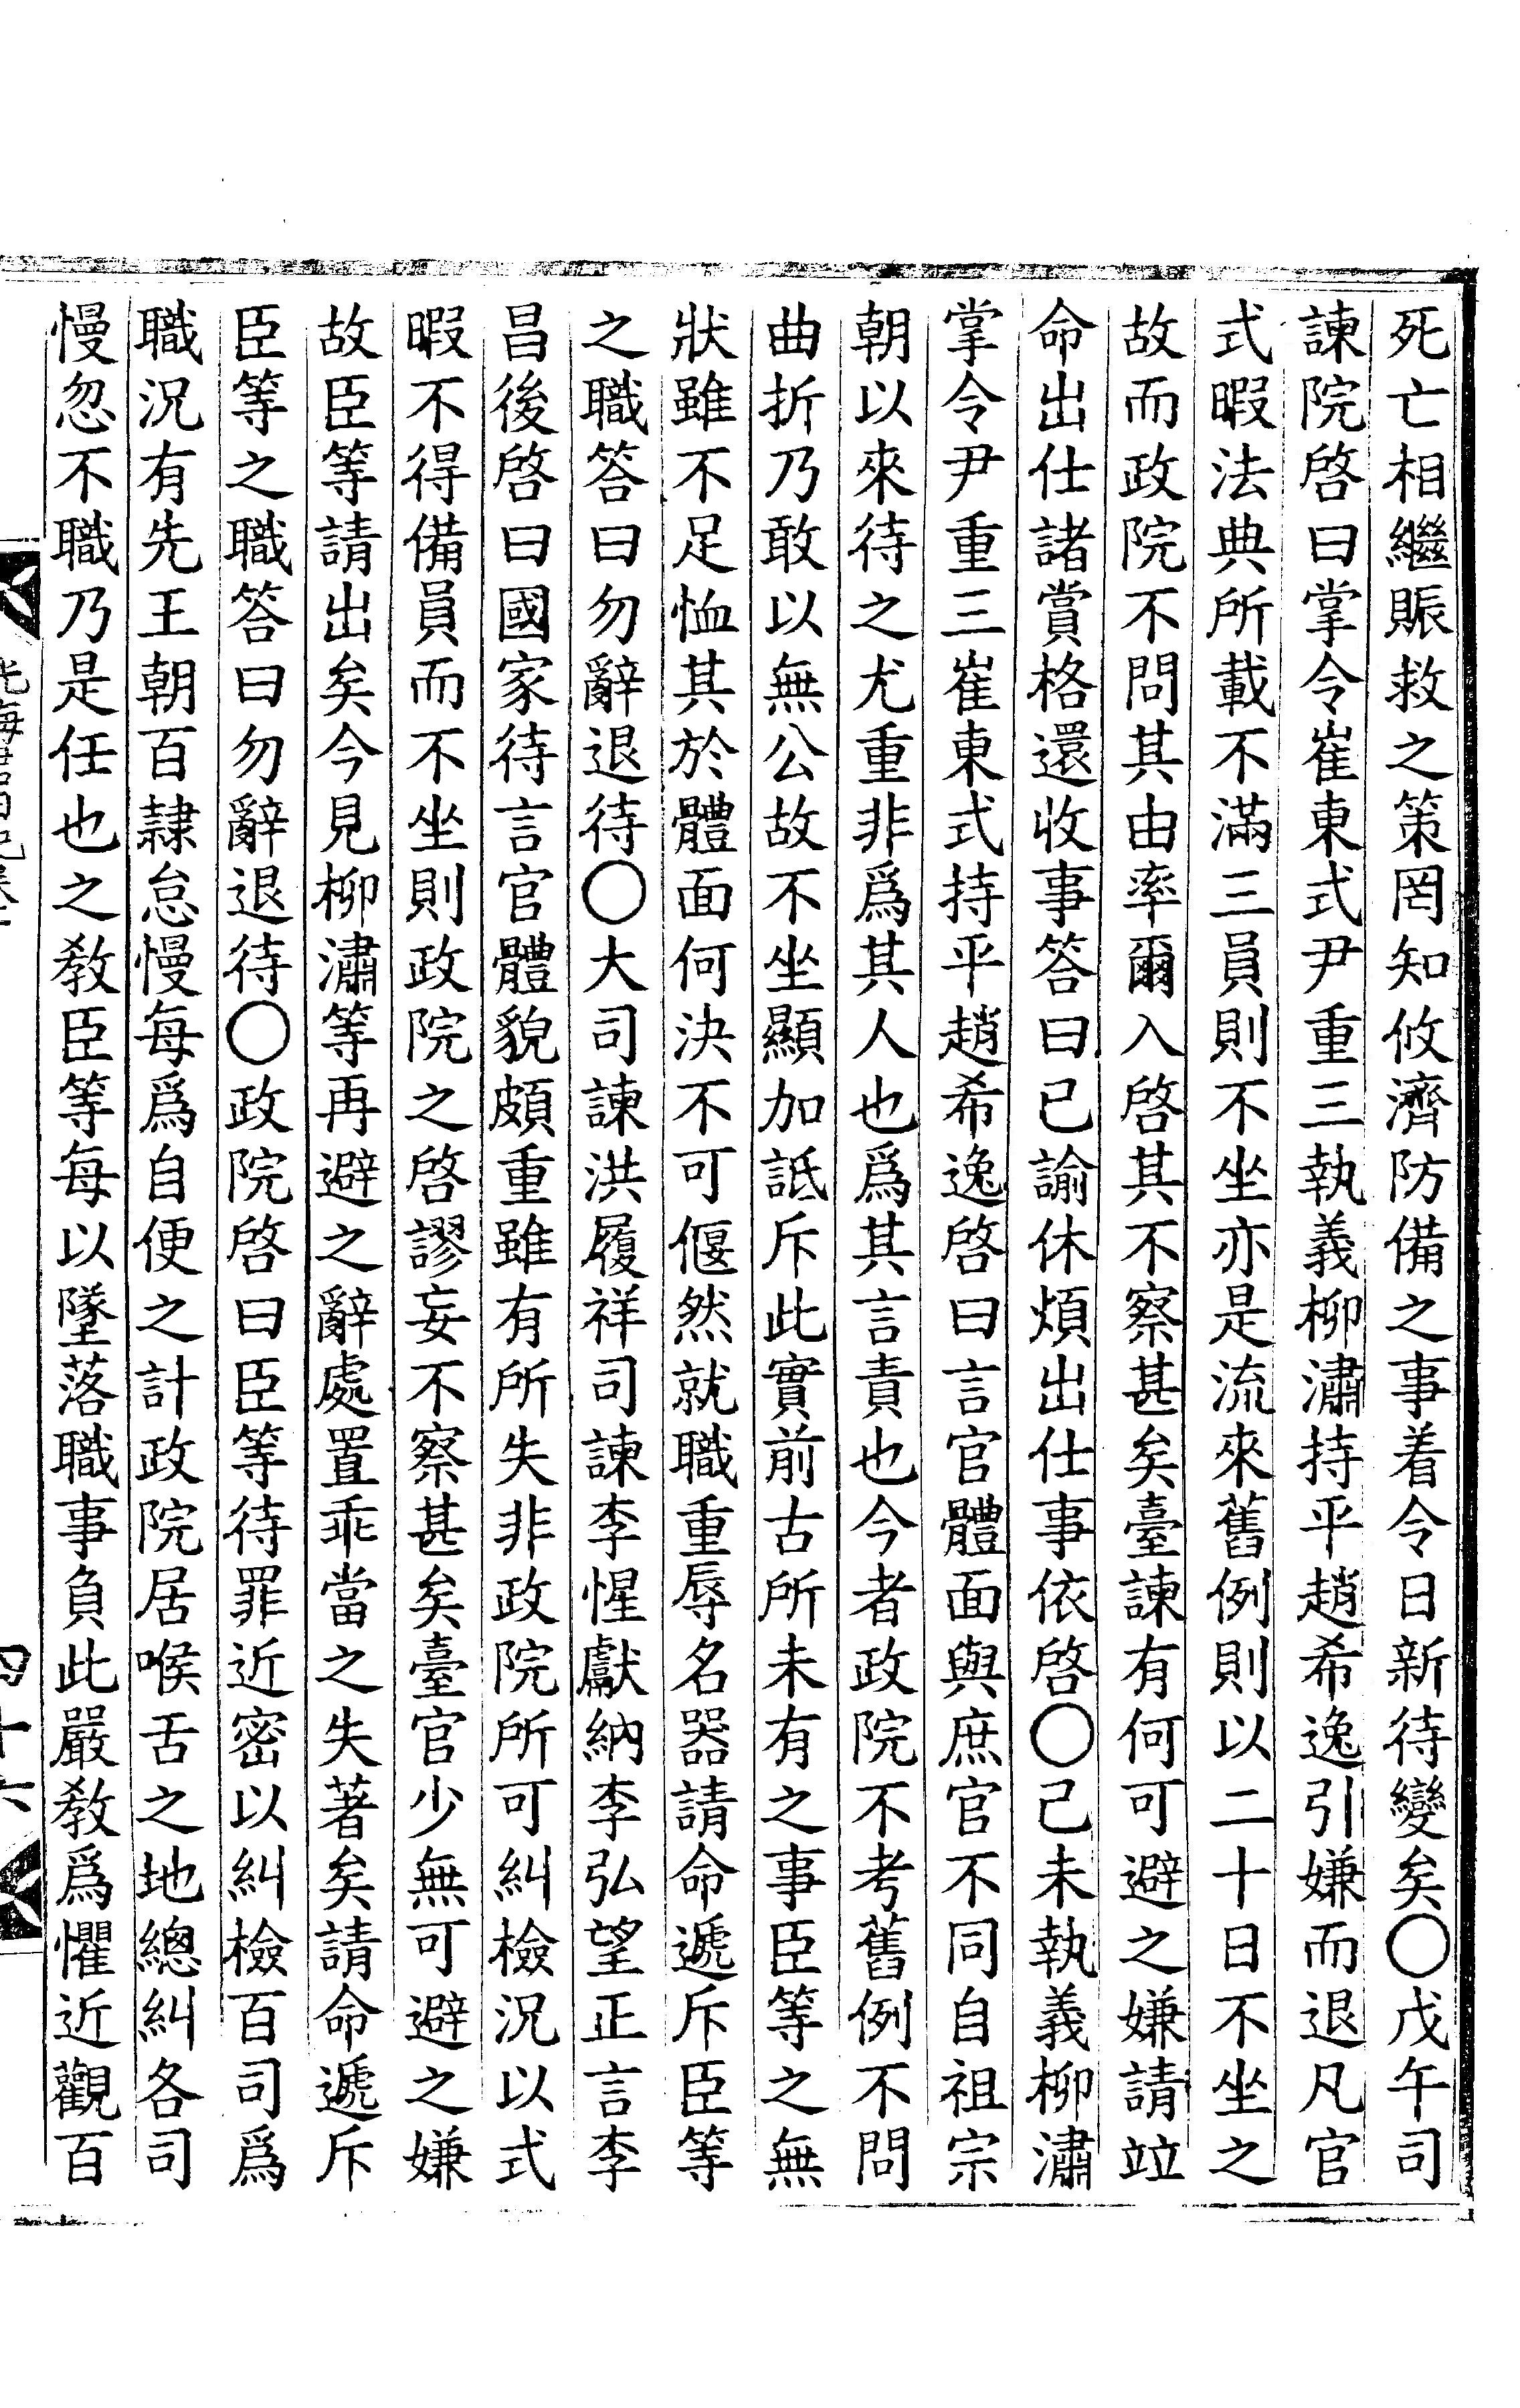 死亡相繼賑救之策罔知攸濟防備之事着令日新待變矣○戊午司
諫院啓曰掌令崔東式尹重三執義柳潚持平趙希逸引嫌而退凡官
式暇法典所載不滿三員則不坐亦是流來舊例則以二十日不坐之
故而政院不問其由率爾入啓其不察甚矣臺諫有何可避之嫌請竝
命出仕諸賞格還收事答曰已諭休煩出仕事依啓○己未執義柳潚
掌令尹重三崔東式持平趙希逸啓曰言官體面與庶官不同自祖宗
朝以來待之尤重非爲其人也爲其言責也今者政院不考舊例不問
曲折乃敢以無公故不坐顯加詆斥此實前古所未有之事臣等之無
狀雖不足恤其於體面何決不可偃然就職重辱名器請命遞斥臣等
之職答曰勿辭退待○大司諫洪履祥司諫李惺獻納李弘望正言李
昌後啓曰國家待言官體貌頗重雖有所失非政院所可糾檢況以式
暇不得備員而不坐則政院之啓謬妄不察甚矣臺官少無可避之嫌
故臣等請出矣今見柳潚等再避之辭處置乖當之失著矣請命遞斥
臣等之職答曰勿辭退待○政院啓曰臣等待罪近密以糾檢百司爲
職況有先王朝百隷怠慢每爲自便之計政院居喉舌之地總糾各司
慢忽不職乃是任也之敎臣等每以墜落職事負此嚴敎爲懼近觀百